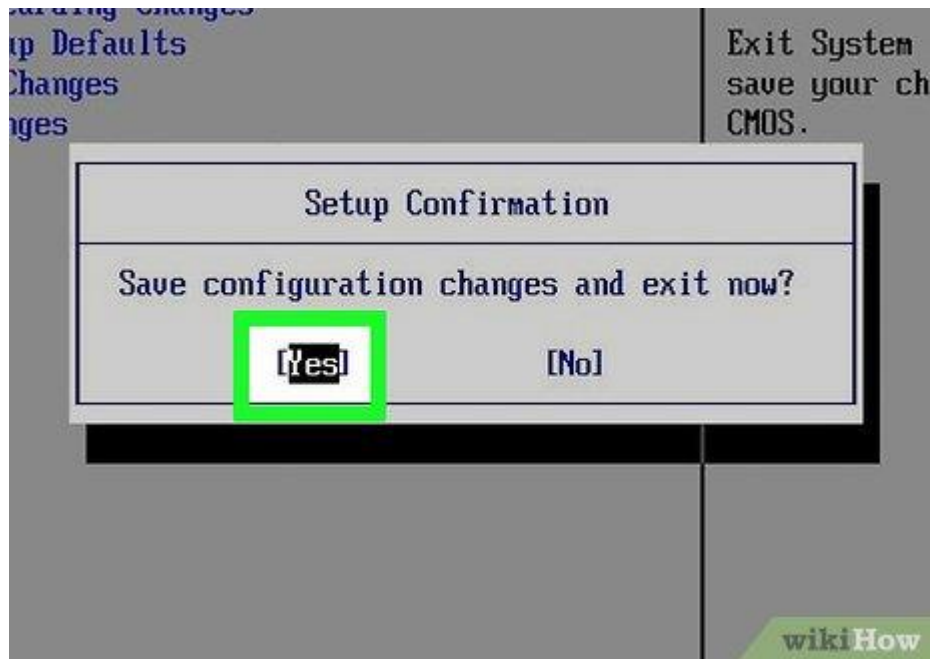 Changes
up Defaults
Changes
nges
Exit System
save your ch
CMOS.
Setup Confirmation
Save configuration changes and exit now?
[Yes]
[No]
wikiHow